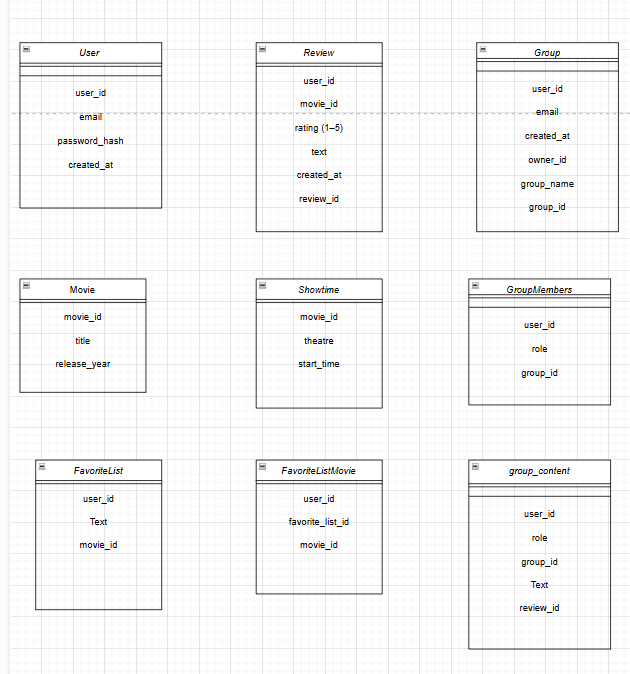 User
user_id
email
password_hash
created_at
Review
user_id
movie_id
rating (1–5)
text
created_at
review_id
Group
user_id
email
created_at
owner_id
group_name
group_id
Movie
movie_id
title
release_year
Showtime
movie_id
theatre
start_time
GroupMembers
user_id
role
group_id
FavoriteList
user_id
Text
movie_id
FavoriteListMovie
user_id
favorite_list_id
movie_id
group_content
user_id
role
group_id
Text
review_id